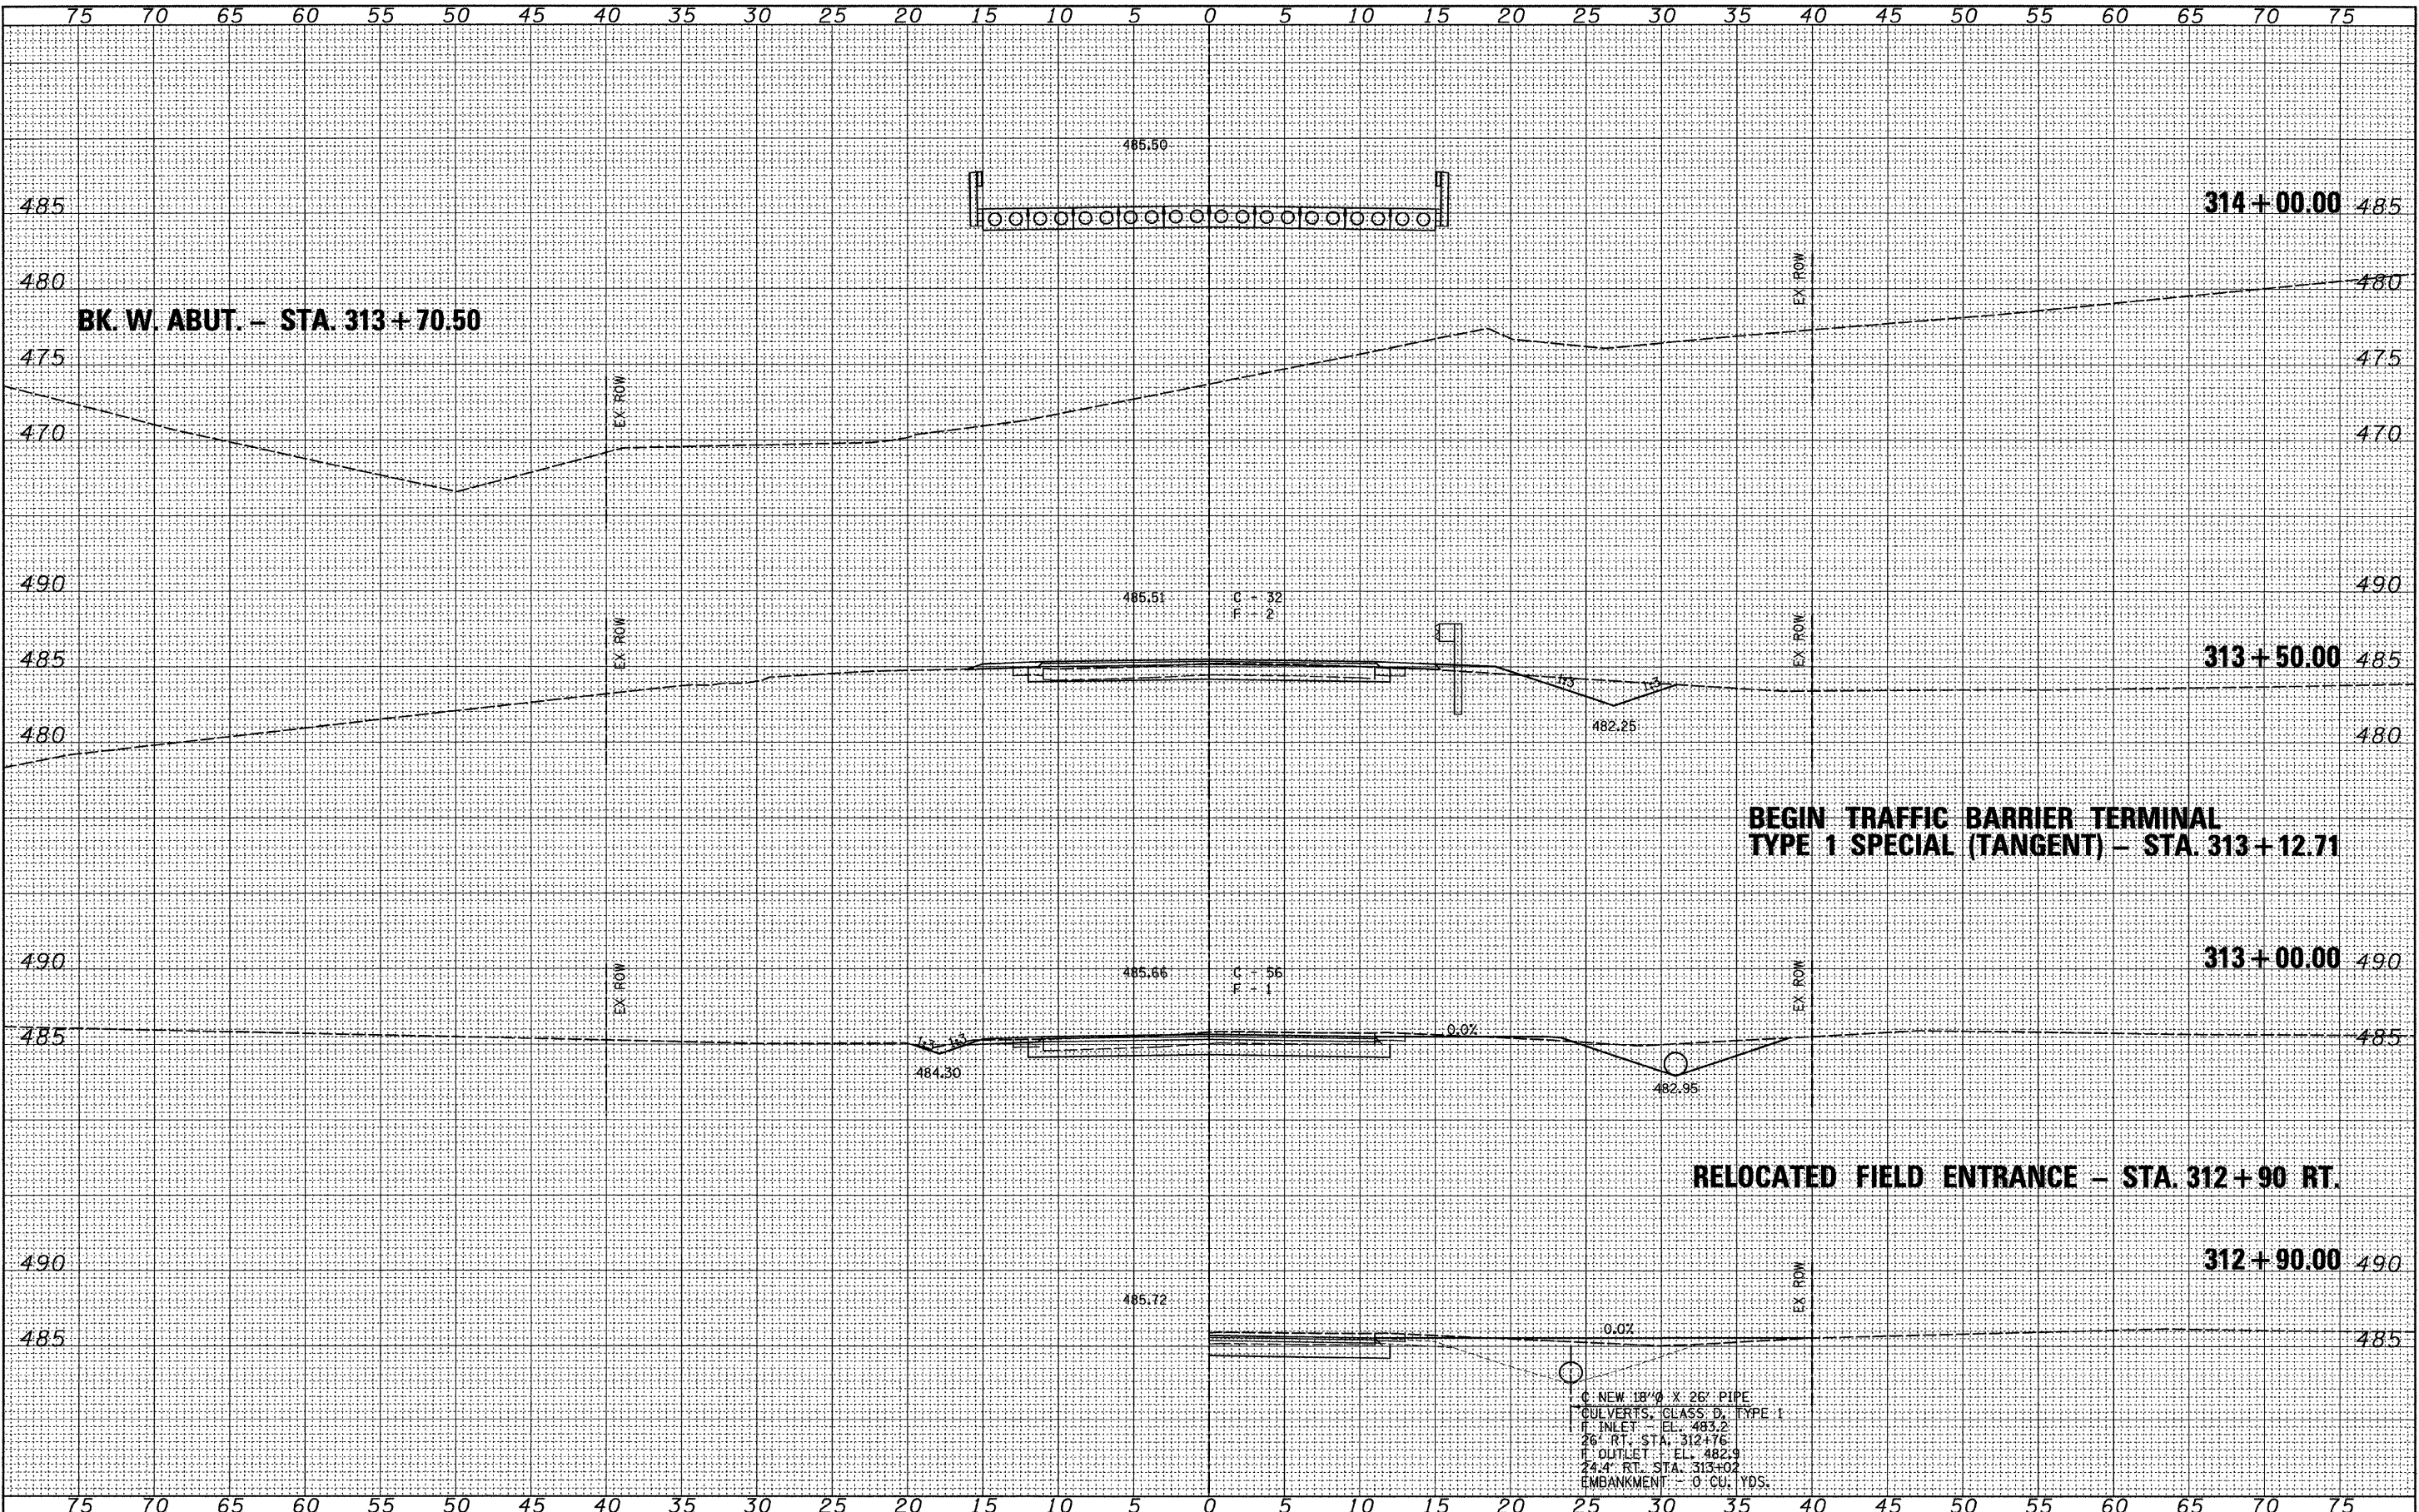 75 70 65 60 55 50 45 40 35 30 25 20 15 10 5 0 5 10 15 20 25 30 35 40 45 50 55 60 65 70 75
485.50
485 314+00.00 485
EX ROW
480 480
BK. W. ABUT. – STA. 313+70.50
475 475
EX ROW
470 470
490 485.51 C - 32 490
F - 2
EX ROW EX ROW
485 313+50.00 485
1:3 1:3
482.25
480 480
BEGIN TRAFFIC BARRIER TERMINAL
TYPE 1 SPECIAL (TANGENT) – STA. 313+12.71
490 313+00.00 490
485.66 C - 56
F - 1
EX ROW EX ROW
0.0%
485 1:3 1:3 485
484.30
482.95
RELOCATED FIELD ENTRANCE – STA. 312+90 RT.
490 312+90.00 490
EX ROW
485.72
0.0%
485 485
C NEW 18"Ø X 26' PIPE
CULVERTS, CLASS D, TYPE 1
F INLET - EL. 483.2
26' RT. STA. 312+76
F OUTLET - EL. 482.9
24.4' RT. STA. 313+02
EMBANKMENT - 0 CU. YDS.
75 70 65 60 55 50 45 40 35 30 25 20 15 10 5 0 5 10 15 20 25 30 35 40 45 50 55 60 65 70 75